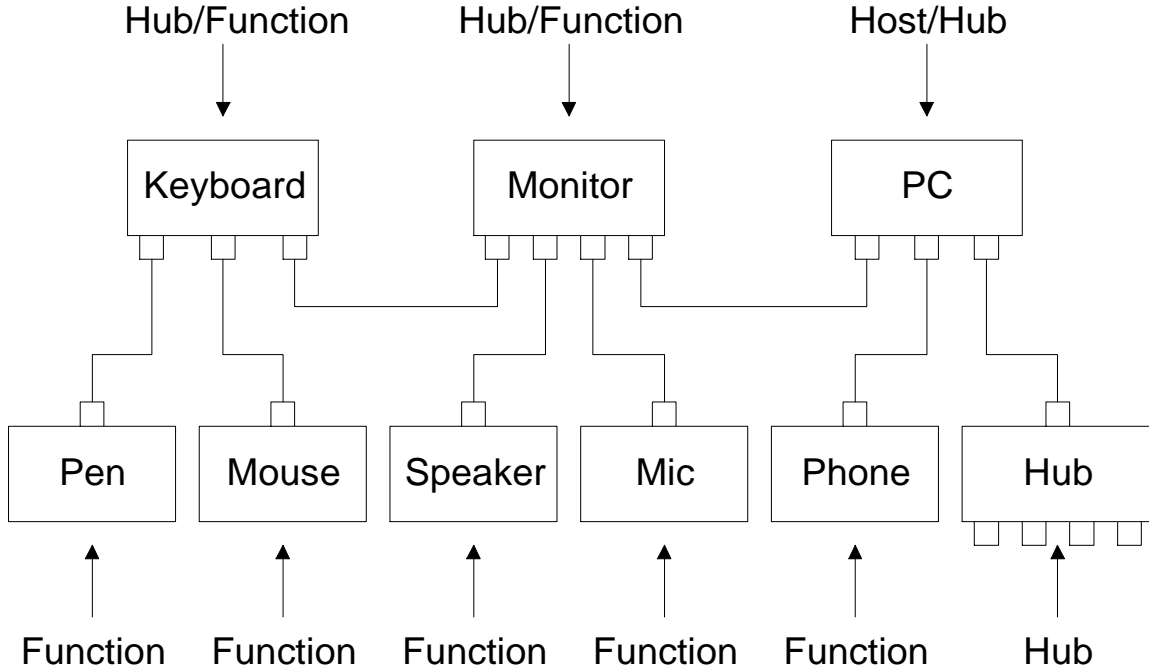 Hub/Function Hub/Function Host/Hub
Keyboard Monitor PC
Pen Mouse Speaker Mic Phone Hub
Function Function Function Function Function Hub